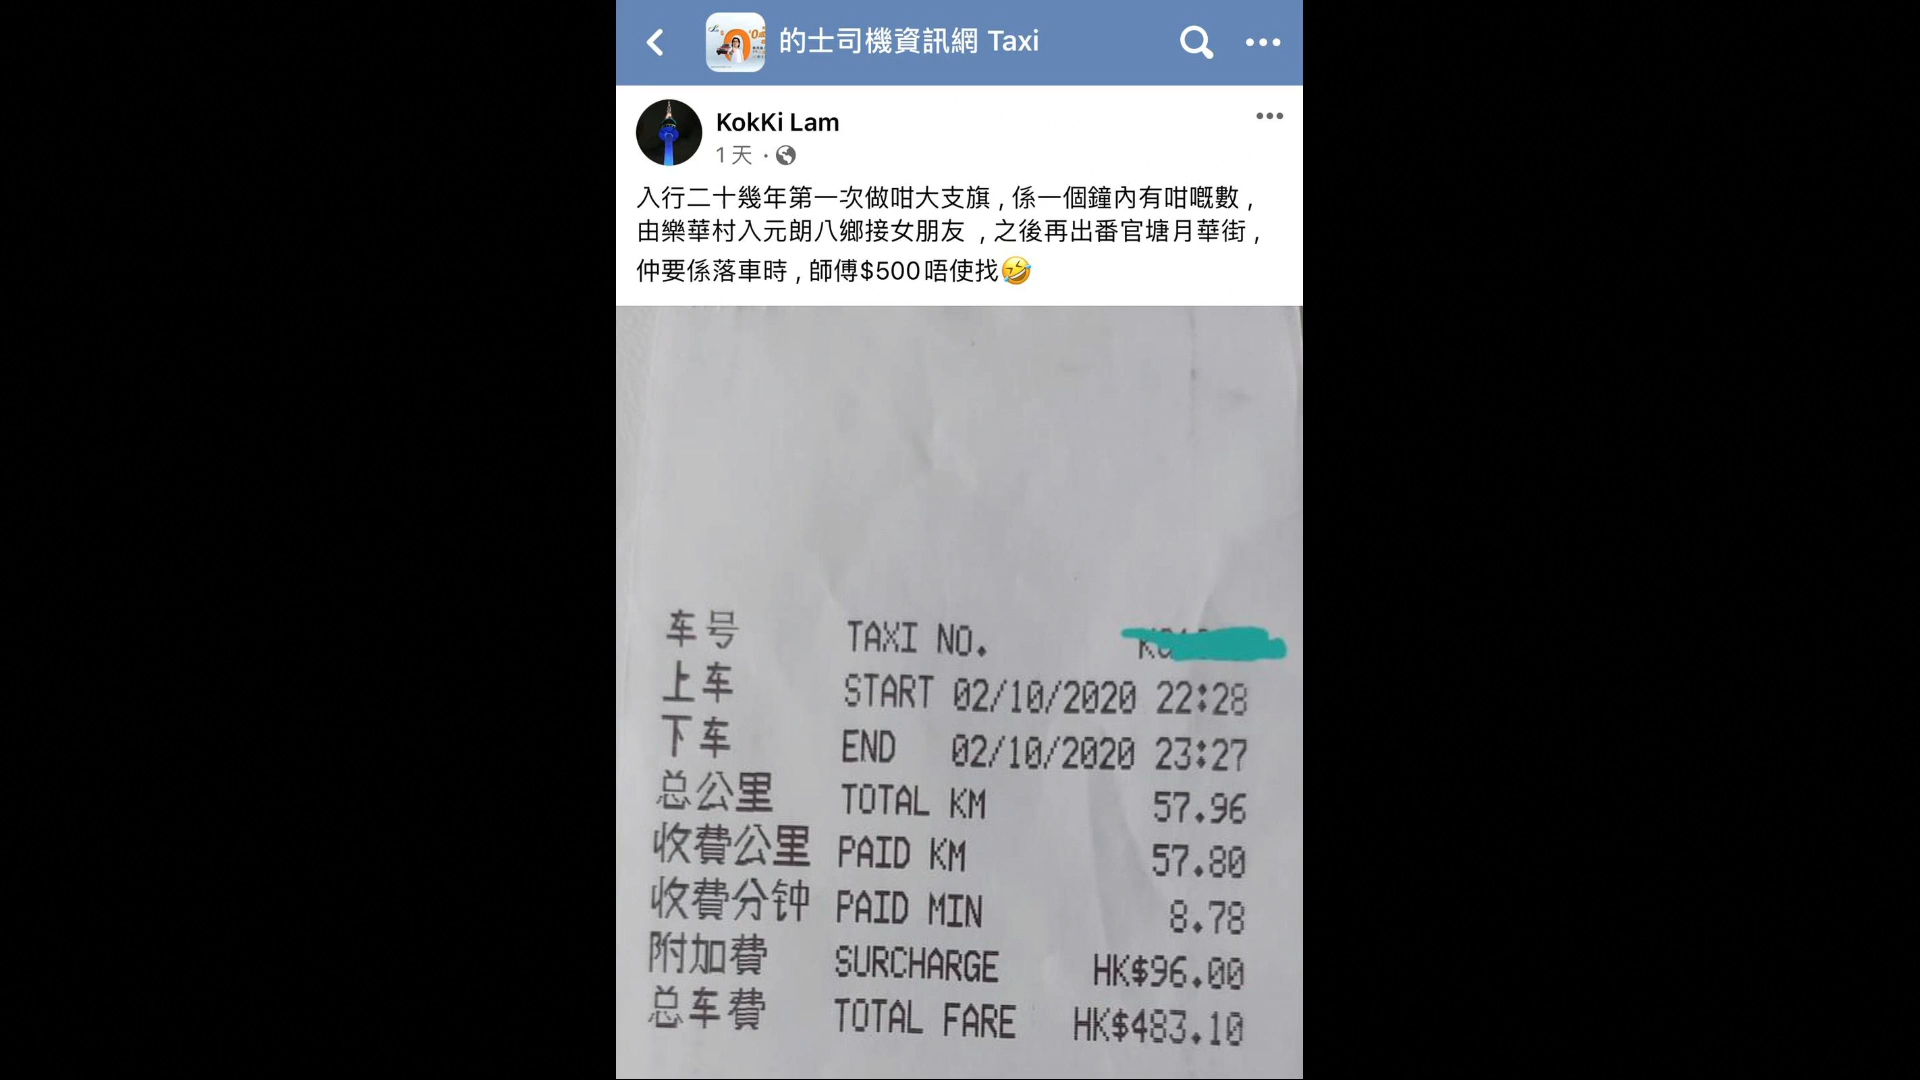 的士司機資訊網 Taxi
KokKi Lam
1 天
入行二十幾年第一次做咁大支旗 , 係一個鐘內有咁嘅數 ,
由樂華村入元朗八鄉接女朋友 , 之後再出番官塘月華街 ,
仲要係落車時 , 師傅$500唔使找🤣
车号 TAXI NO.
上车 START 02/10/2020 22:28
下车 END 02/10/2020 23:27
总公里 TOTAL KM 57.96
收費公里 PAID KM 57.80
收費分钟 PAID MIN 8.78
附加費 SURCHARGE HK$96.00
总车費 TOTAL FARE HK$483.10